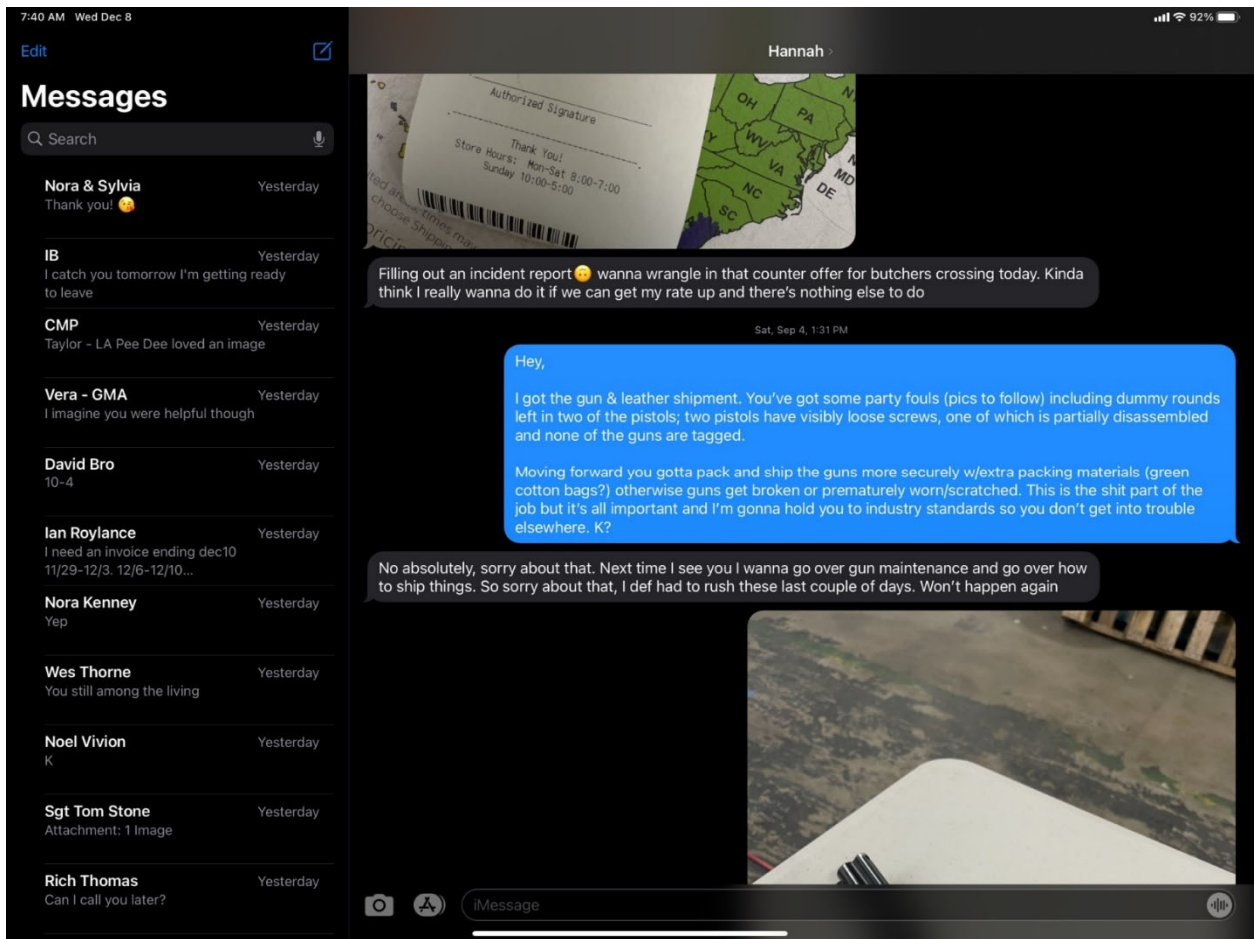 7:40 AM Wed Dec 8
92%
Edit
Messages
Search
Nora & Sylvia
Yesterday
Thank you! 😘
IB
Yesterday
I catch you tomorrow I'm getting ready
to leave
CMP
Yesterday
Taylor - LA Pee Dee loved an image
Vera - GMA
Yesterday
I imagine you were helpful though
David Bro
Yesterday
10-4
Ian Roylance
Yesterday
I need an invoice ending dec10
11/29-12/3. 12/6-12/10...
Nora Kenney
Yesterday
Yep
Wes Thorne
Yesterday
You still among the living
Noel Vivion
Yesterday
K
Sgt Tom Stone
Yesterday
Attachment: 1 Image
Rich Thomas
Yesterday
Can I call you later?
Hannah
Authorized Signature
Thank You!
Store Hours: Mon-Sat 8:00-7:00
Sunday 10:00-5:00
OH
PA
WV
VA
MD
DE
NC
SC
times may
choose Shipping
Filling out an incident report🙃 wanna wrangle in that counter offer for butchers crossing today. Kinda
think I really wanna do it if we can get my rate up and there's nothing else to do
Sat, Sep 4, 1:31 PM
Hey,
I got the gun & leather shipment. You've got some party fouls (pics to follow) including dummy rounds
left in two of the pistols; two pistols have visibly loose screws, one of which is partially disassembled
and none of the guns are tagged.
Moving forward you gotta pack and ship the guns more securely w/extra packing materials (green
cotton bags?) otherwise guns get broken or prematurely worn/scratched. This is the shit part of the
job but it's all important and I'm gonna hold you to industry standards so you don't get into trouble
elsewhere. K?
No absolutely, sorry about that. Next time I see you I wanna go over gun maintenance and go over how
to ship things. So sorry about that, I def had to rush these last couple of days. Won't happen again
iMessage